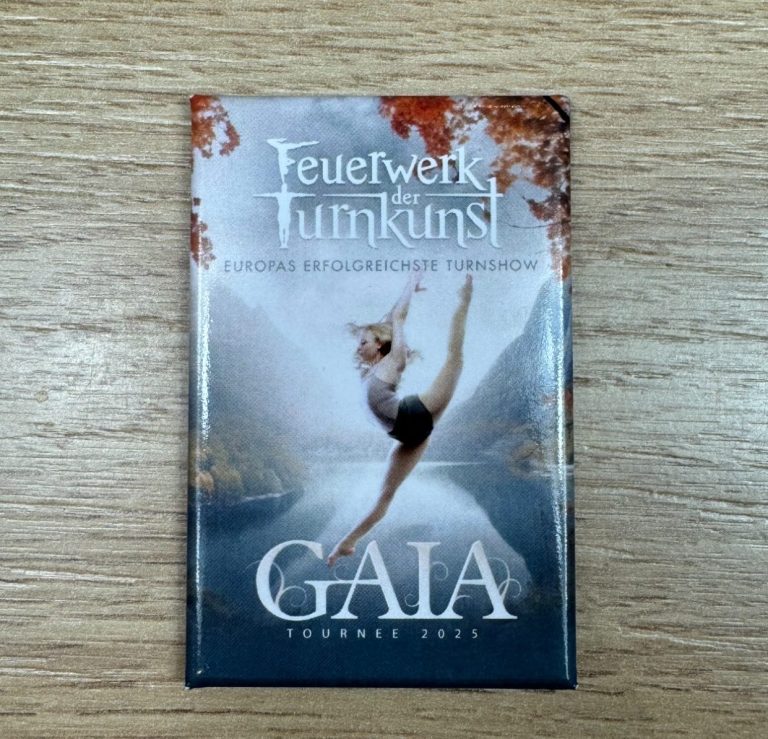 Feuerwerk
der
Turnkunst
EUROPAS ERFOLGREICHSTE TURNSHOW
GAIA
TOURNEE 2025